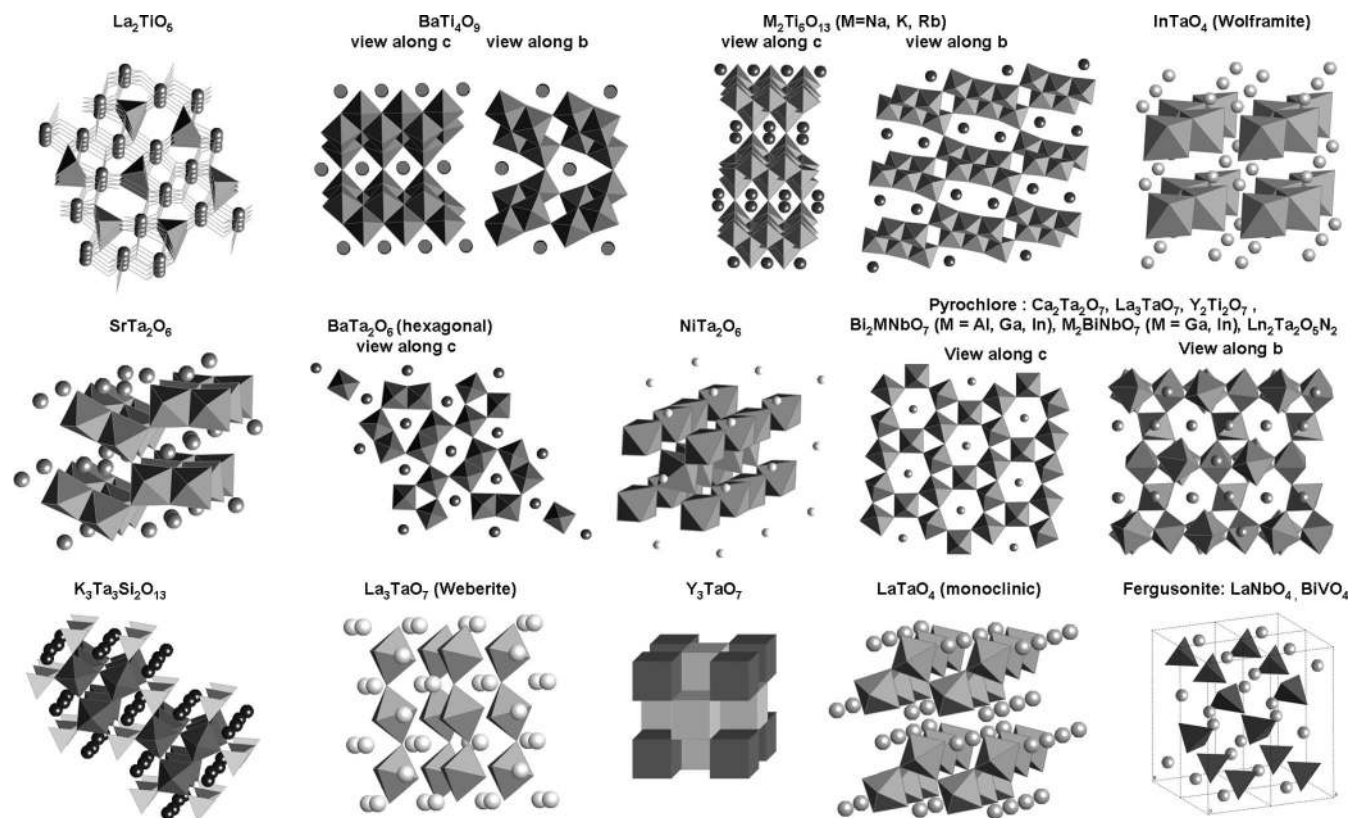 La₂TiO₅
BaTi₄O₉
view along c view along b
M₂Ti₆O₁₃ (M=Na, K, Rb)
view along c view along b
InTaO₄ (Wolframite)
SrTa₂O₆
BaTa₂O₆ (hexagonal)
view along c
NiTa₂O₆
Pyrochlore : Ca₂Ta₂O₇, La₃TaO₇, Y₂Ti₂O₇ ,
Bi₂MNbO₇ (M = Al, Ga, In), M₂BiNbO₇ (M = Ga, In), Ln₂Ta₂O₅N₂
View along c View along b
K₃Ta₃Si₂O₁₃
La₃TaO₇ (Weberite)
Y₃TaO₇
LaTaO₄ (monoclinic)
Fergusonite: LaNbO₄ , BiVO₄